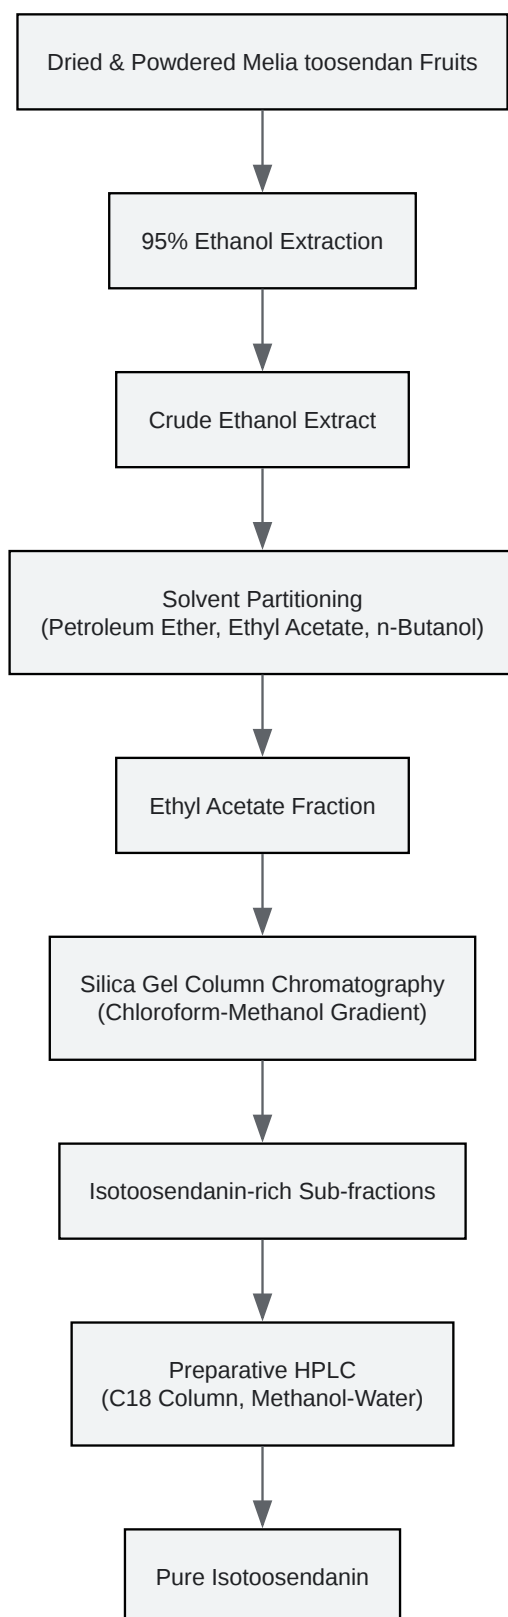 Dried & Powdered Melia toosendan Fruits
95% Ethanol Extraction
Crude Ethanol Extract
Solvent Partitioning
(Petroleum Ether, Ethyl Acetate, n-Butanol)
Ethyl Acetate Fraction
Silica Gel Column Chromatography
(Chloroform-Methanol Gradient)
Isotoosendanin-rich Sub-fractions
Preparative HPLC
(C18 Column, Methanol-Water)
Pure Isotoosendanin